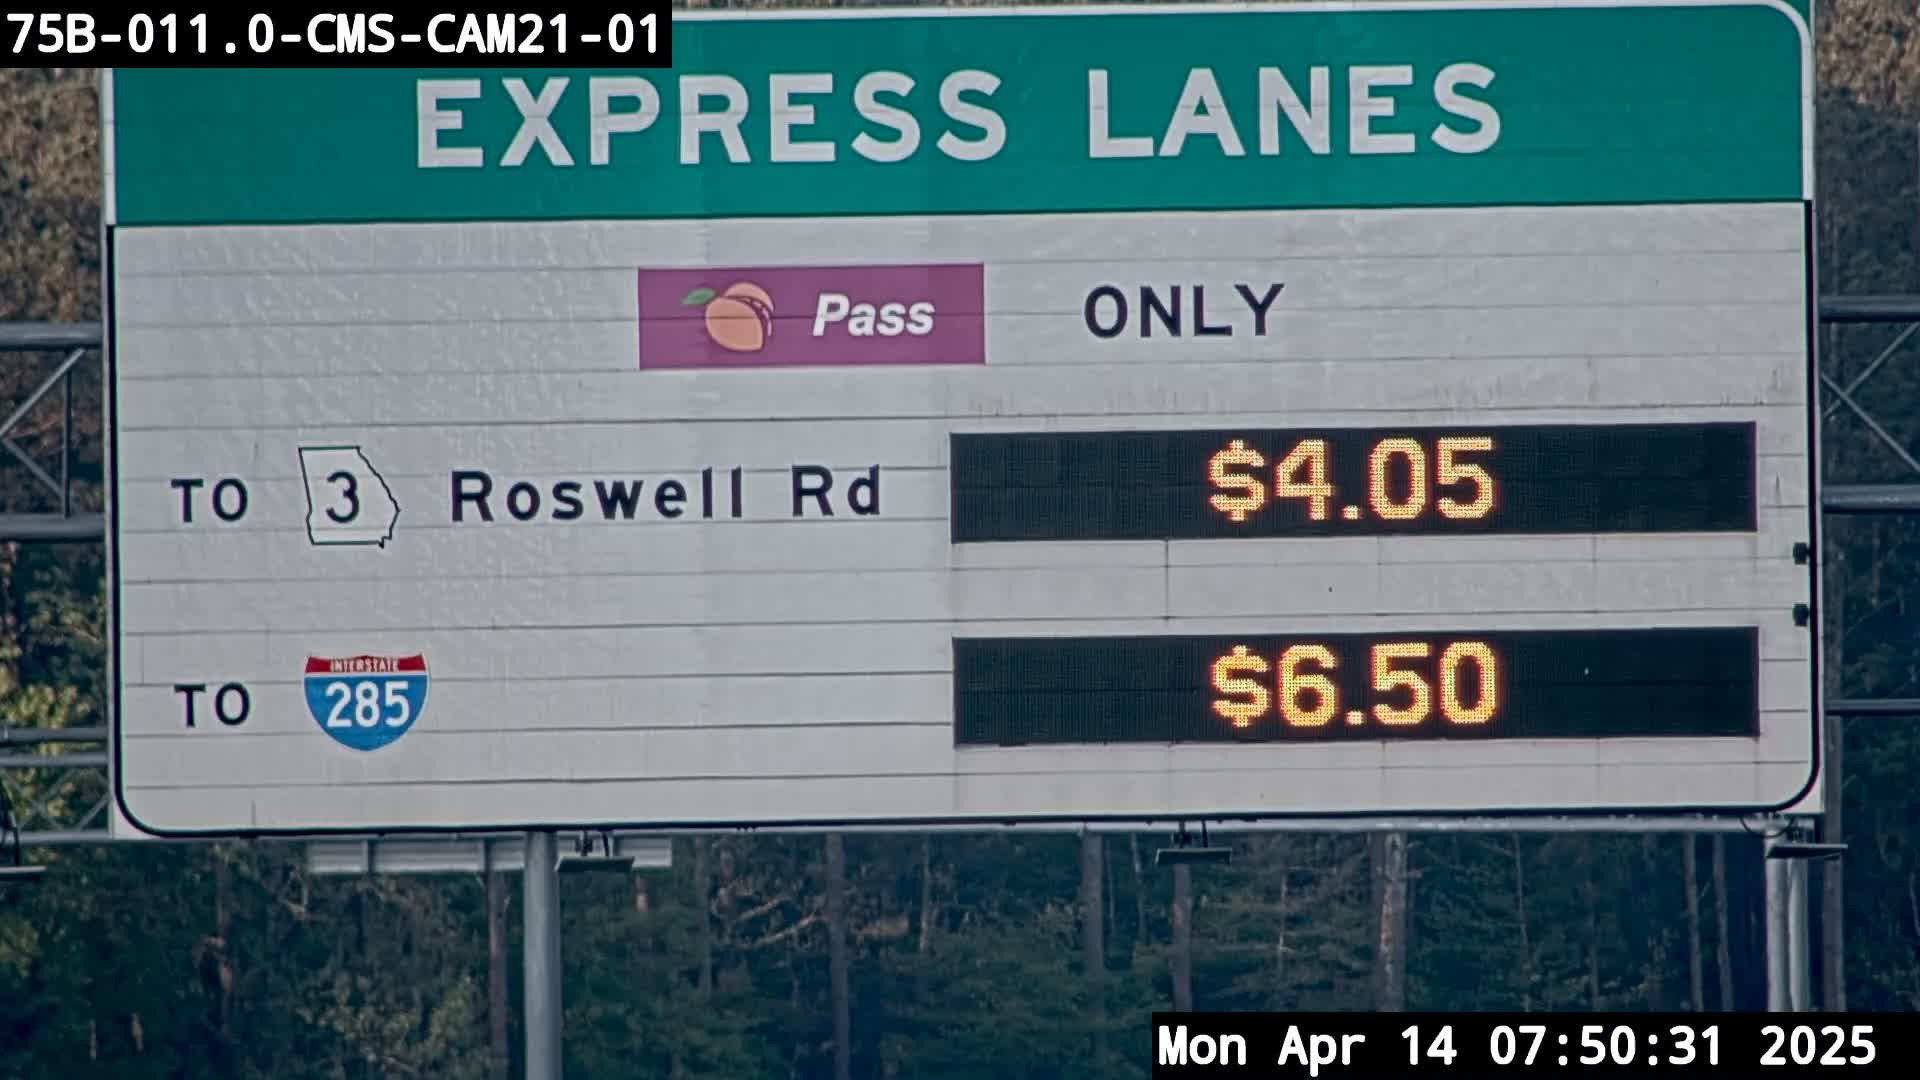 75B-011.0-CMS-CAM21-01
EXPRESS LANES
Pass ONLY
TO 3 Roswell Rd $4.05
INTERSTATE
TO 285 $6.50
Mon Apr 14 07:50:31 2025